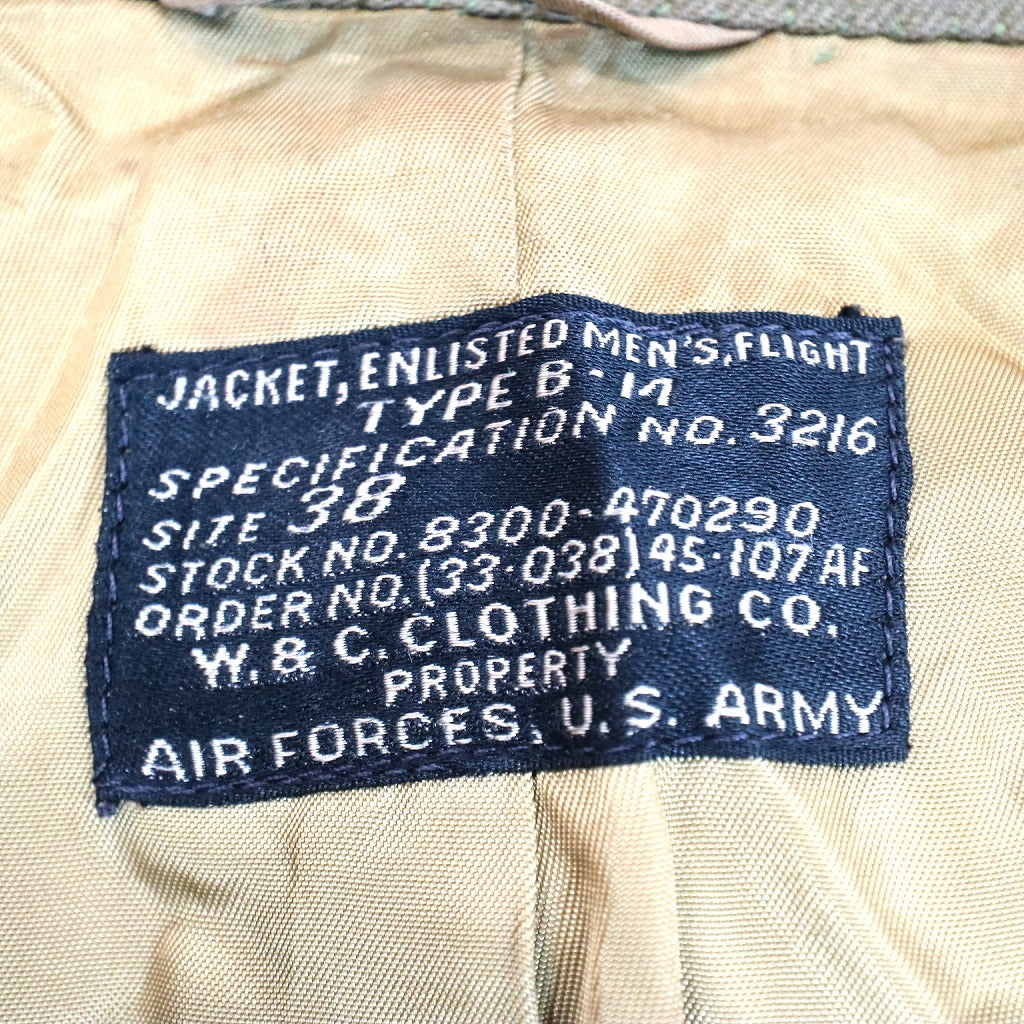 JACKET, ENLISTED MEN'S, FLIGHT
TYPE B-14
SPECIFICATION NO. 3216
SIZE 38
STOCK NO. 8300-470290
ORDER NO. (33-038) 45-107 AF
W. & C. CLOTHING CO.
PROPERTY
AIR FORCES, U.S. ARMY